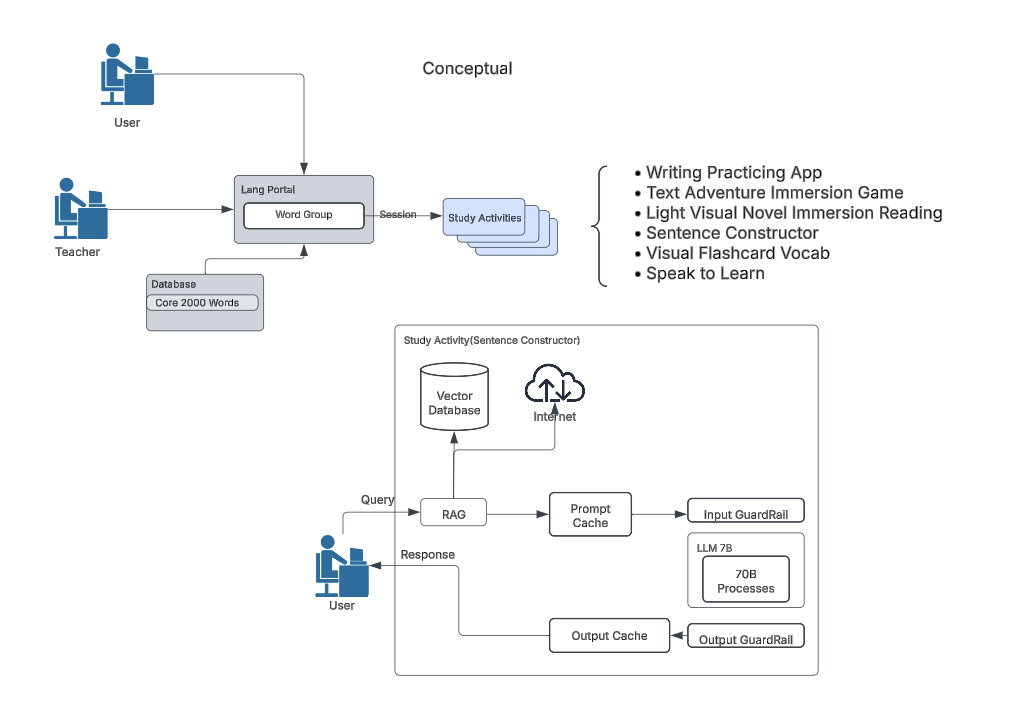 Conceptual
User
Teacher
Lang Portal
Word Group
Session
Study Activities
Database
Core 2000 Words
• Writing Practicing App
• Text Adventure Immersion Game
• Light Visual Novel Immersion Reading
• Sentence Constructor
• Visual Flashcard Vocab
• Speak to Learn
Study Activity(Sentence Constructor)
Vector
Database
Internet
Query
RAG
Prompt
Cache
Input GuardRail
LLM 7B
70B
Processes
Response
User
Output Cache
Output GuardRail